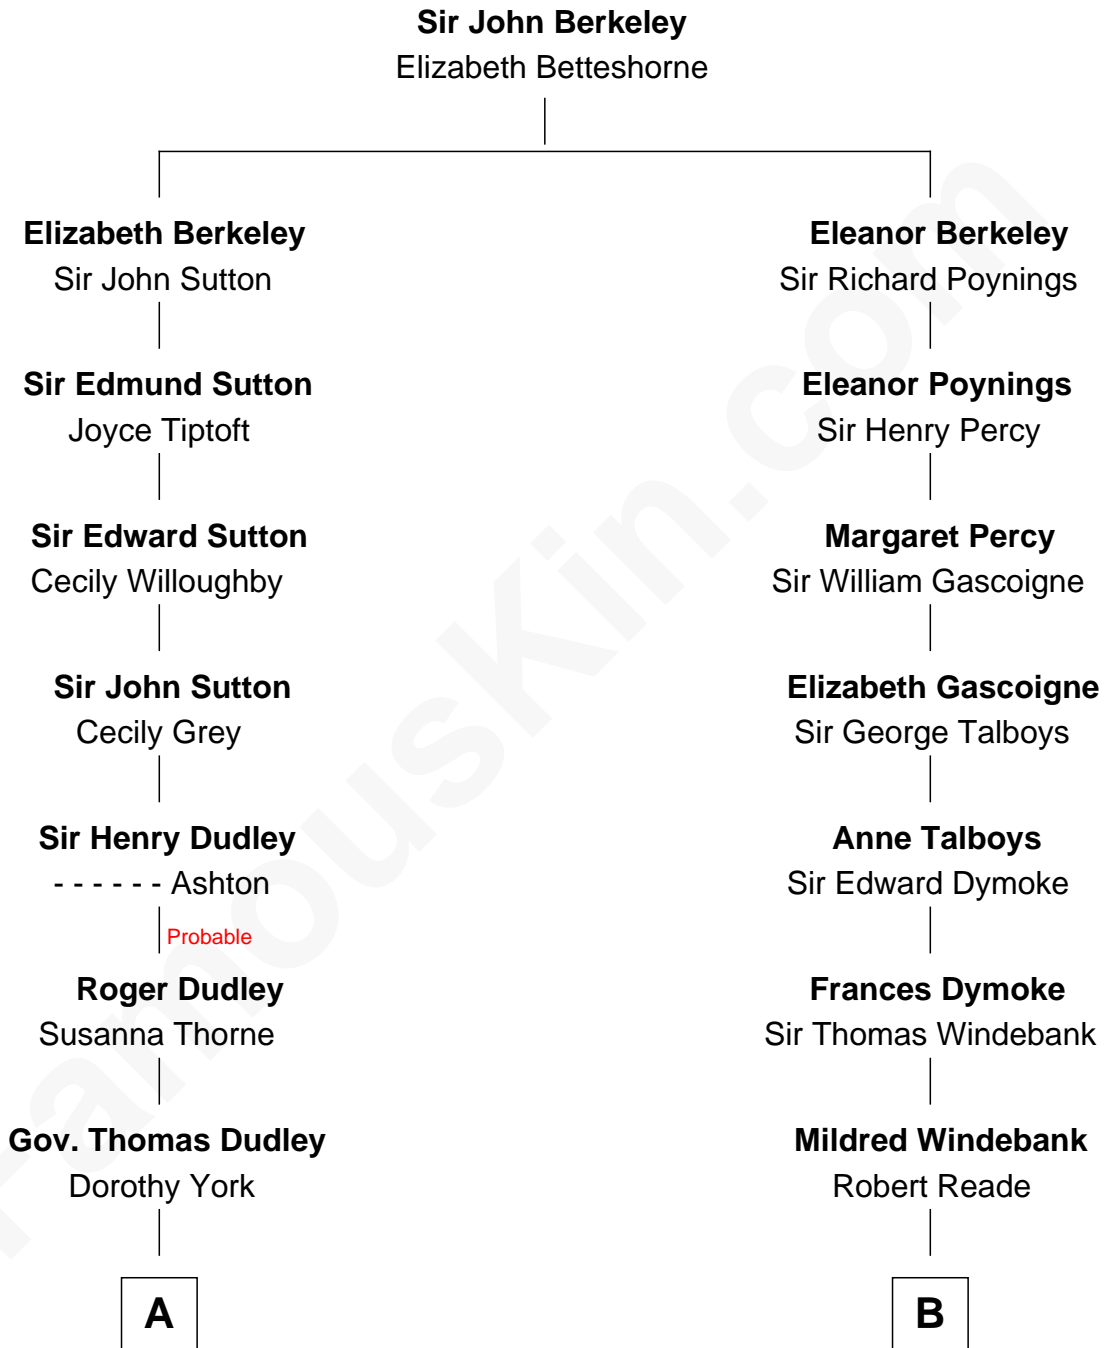 Sir John Berkeley
Elizabeth Betteshorne
Elizabeth Berkeley
Sir John Sutton
Sir Edmund Sutton
Joyce Tiptoft
Sir Edward Sutton
Cecily Willoughby
Sir John Sutton
Cecily Grey
Sir Henry Dudley
- - - - - - Ashton
Probable
Roger Dudley
Susanna Thorne
Gov. Thomas Dudley
Dorothy York
A
Eleanor Berkeley
Sir Richard Poynings
Eleanor Poynings
Sir Henry Percy
Margaret Percy
Sir William Gascoigne
Elizabeth Gascoigne
Sir George Talboys
Anne Talboys
Sir Edward Dymoke
Frances Dymoke
Sir Thomas Windebank
Mildred Windebank
Robert Reade
B
FamousKin.com